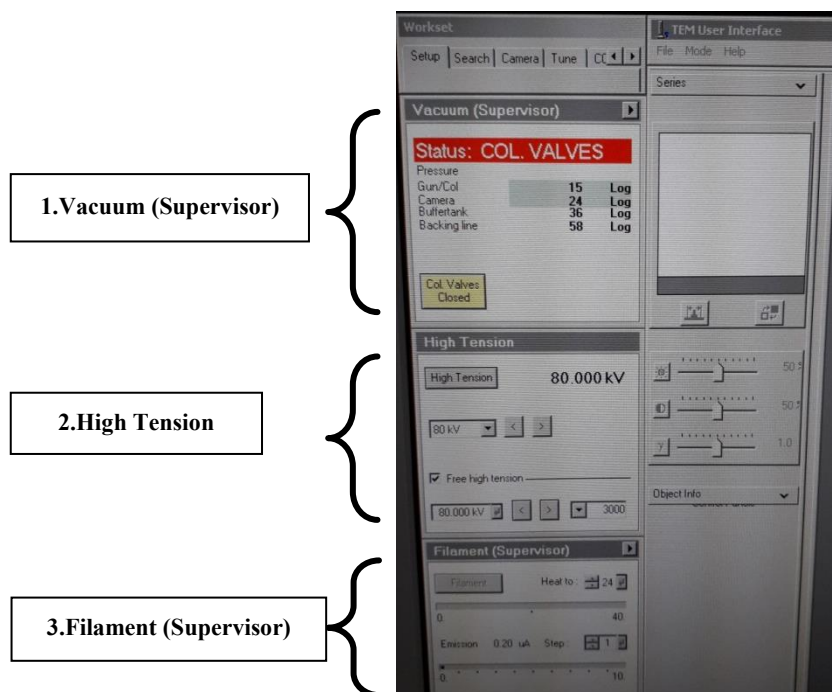 1.Vacuum (Supervisor)
2.High Tension
3.Filament (Supervisor)
Workset
Setup Search Camera Tune
Vacuum (Supervisor)
Status: COL. VALVES
Pressure
Gun/Col 15 Log
Camera 24 Log
Buffertank 36 Log
Backing line 58 Log
Col. Valves
Closed
High Tension
High Tension 80.000 kV
80 kV < >
Free high tension
80.000 kV < > 3000
Filament (Supervisor)
Filament Heat to: 24
0. 40.
Emission 0.20 uA Step: 1
0. 10.
TEM User Interface
File Mode Help
Series
50
50
γ 1.0
Object Info